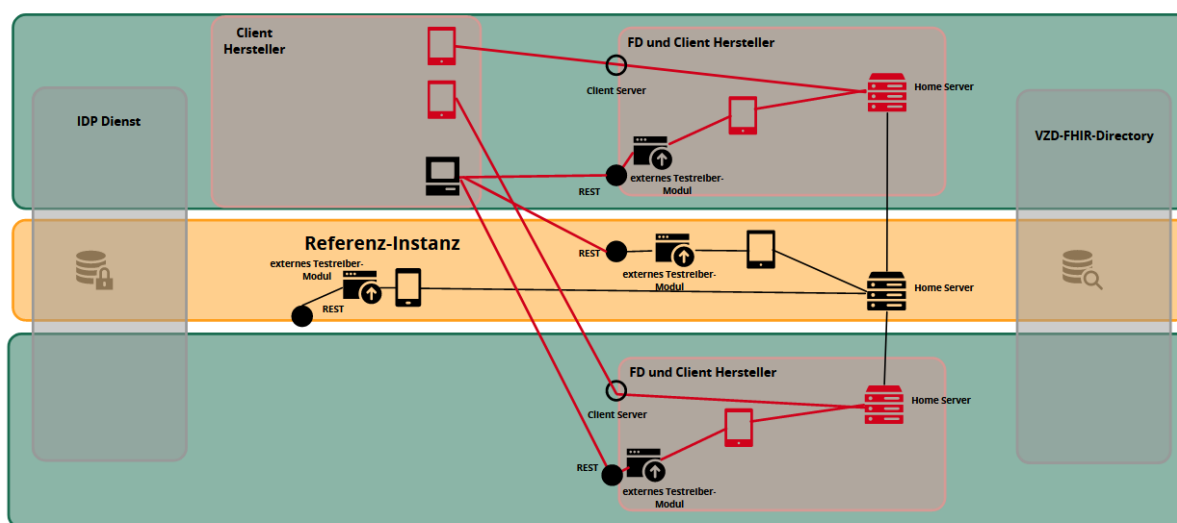 Client
Hersteller
FD und Client Hersteller
Client Server
Home Server
IDP Dienst
VZD-FHIR-Directory
REST
externes Testreiber-
Modul
Referenz-Instanz
externes Testreiber-
Modul
REST
REST
externes Testreiber-
Modul
Home Server
FD und Client Hersteller
Client Server
Home Server
REST
externes Testreiber-
Modul